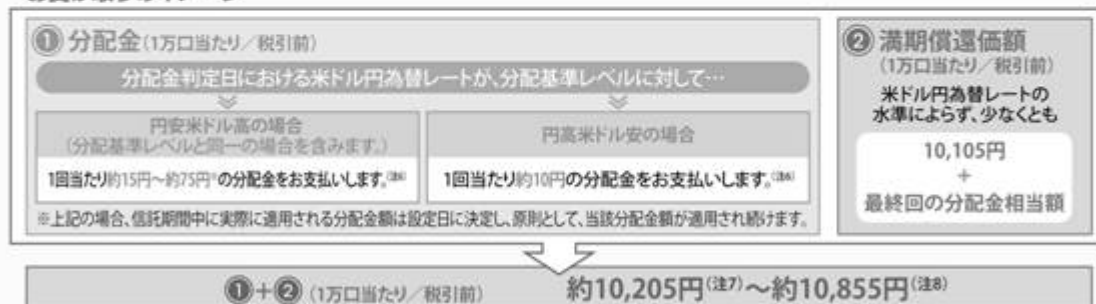 ①分配金(1万口当たり／税引前)
分配金判定日における米ドル円為替レートが、分配基準レベルに対して…
円安米ドル高の場合
(分配基準レベルと同一の場合を含みます。)
1回当たり約15円～約75円※の分配金をお支払いします。(注6)
円高米ドル安の場合
1回当たり約10円の分配金をお支払いします。(注6)
※上記の場合、信託期間中に実際に適用される分配金額は設定日に決定し、原則として、当該分配金額が適用され続けます。
②満期償還価額
(1万口当たり／税引前)
米ドル円為替レートの
水準によらず、少なくとも
10,105円
+
最終回の分配金相当額
①+②(1万口当たり／税引前) 約10,205円(注7)～約10,855円(注8)